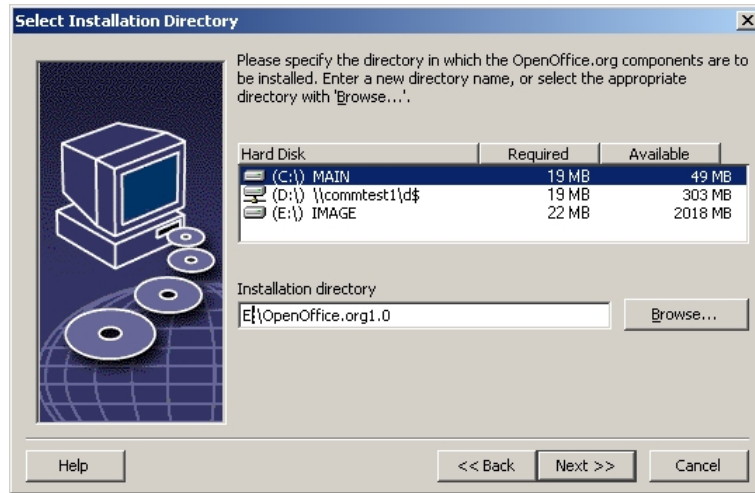 Select Installation Directory
Please specify the directory in which the OpenOffice.org components are to
be installed. Enter a new directory name, or select the appropriate
directory with 'Browse...'.
Hard Disk Required Available
(C:\) MAIN 19 MB 49 MB
(D:\) \\commtest1\d$ 19 MB 303 MB
(E:\) IMAGE 22 MB 2018 MB
Installation directory
E:\OpenOffice.org1.0 Browse...
Help << Back Next >> Cancel